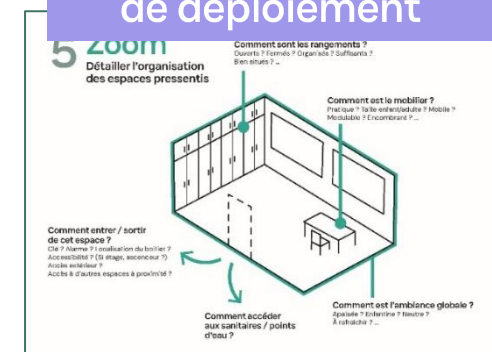 de déploiement
5 Zoom
Détailler l'organisation
des espaces pressentis
Comment sont les rangements ?
Ouverts ? Fermés ? Organisés ? Suffisants ?
Bien situés ? ...
Comment est le mobilier ?
Pratique ? Taille enfant/adulte ? Mobile ?
Modulable ? Encombrant ? ...
Comment entrer / sortir
de cet espace ?
Clé ? Alarme ? Localisation du boîtier ?
Accessibilité ? (Si étage, ascenseur ?)
Accès extérieur ?
Accès à d'autres espaces à proximité ?
Comment accéder
aux sanitaires / points
d'eau ?
Comment est l'ambiance globale ?
Apaisée ? Enfantine ? Neutre ?
À rafraîchir ? ...